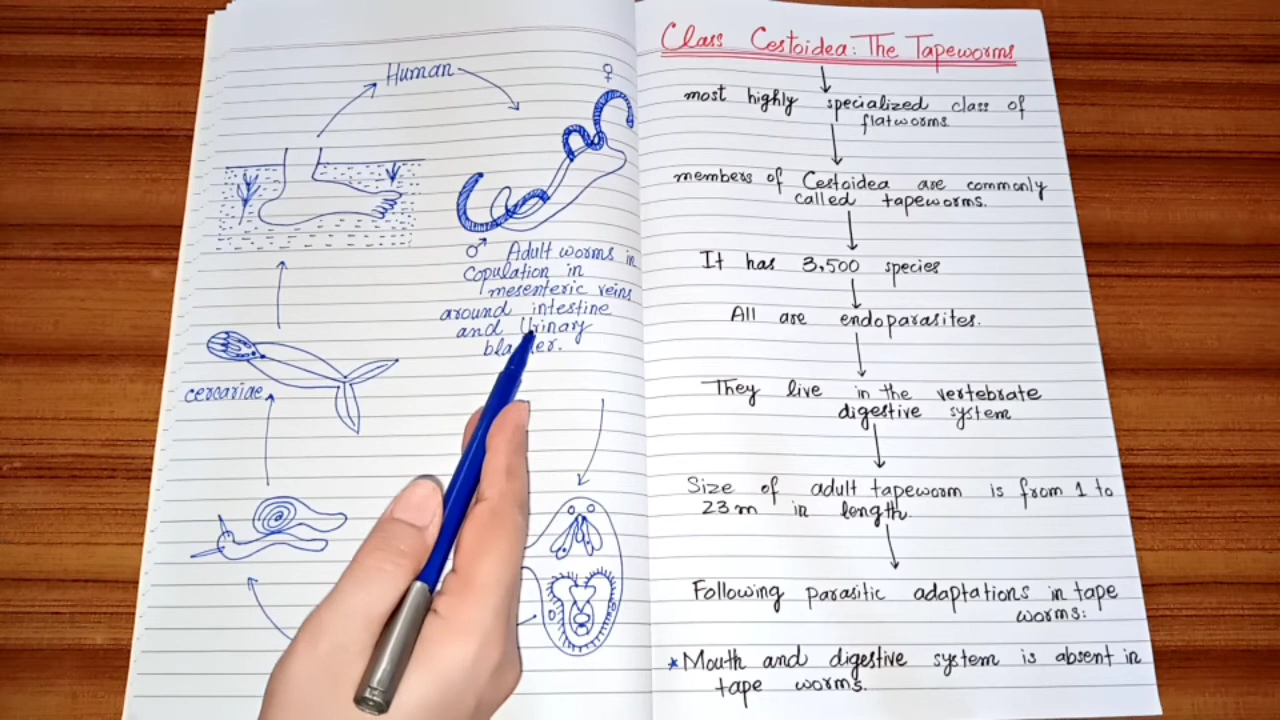 Human
♀
♂ Adult worms in
copulation in
mesenteric veins
around intestine
and Urinary
bladder.
cercariae
Class Cestoidea: The Tapeworms
most highly specialized class of
flatworms
members of Cestoidea are commonly
called tapeworms.
It has 3,500 species
All are endoparasites.
They live in the vertebrate
digestive system
Size of adult tapeworm is from 1 to
23 m in length.
Following parasitic adaptations in tape
worms:
* Mouth and digestive system is absent in
tape worms.